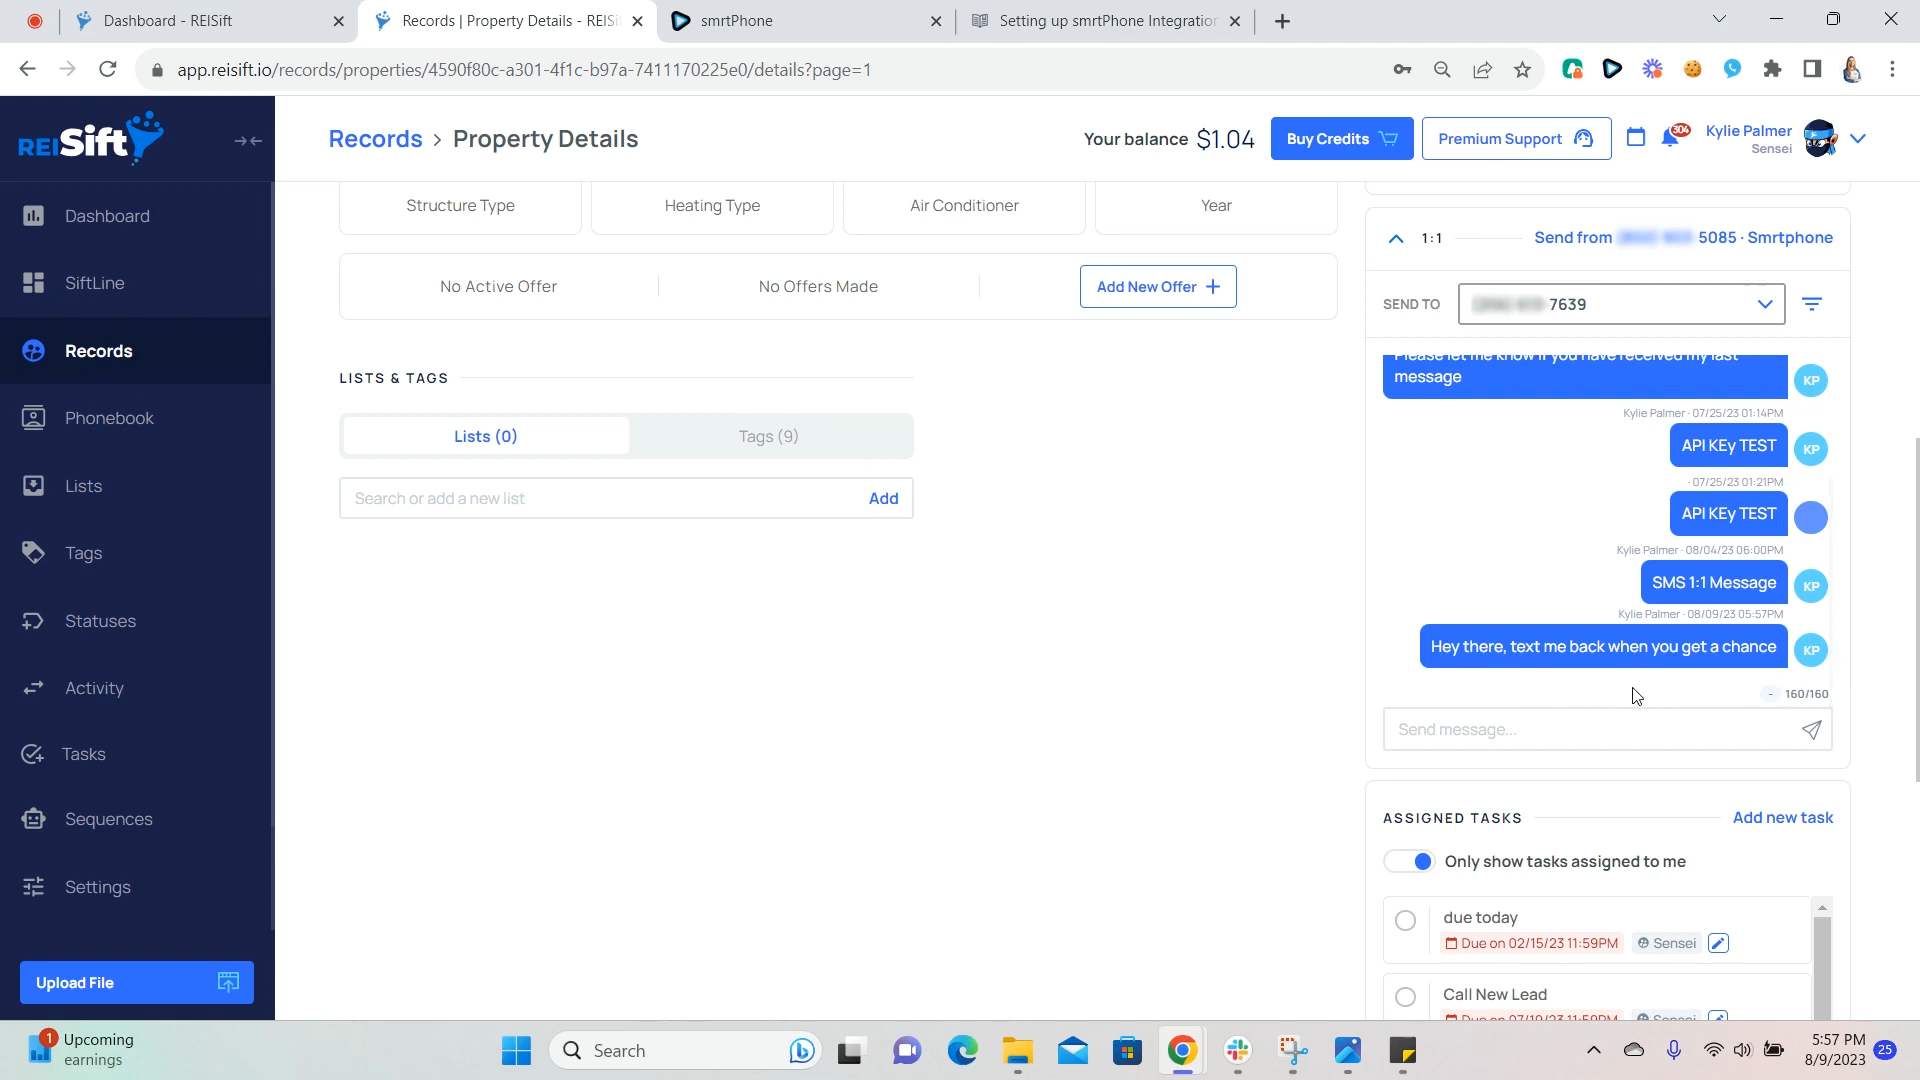 Dashboard - REISift
Records | Property Details - REISi
smrtPhone
Setting up smrtPhone Integration
app.reisift.io/records/properties/4590f80c-a301-4f1c-b97a-7411170225e0/details?page=1
REISift
Records > Property Details
Your balance $1.04
Buy Credits
Premium Support
304
Kylie Palmer
Sensei
Dashboard
SiftLine
Records
Phonebook
Lists
Tags
Statuses
Activity
Tasks
Sequences
Settings
Upload File
Structure Type
Heating Type
Air Conditioner
Year
No Active Offer
No Offers Made
Add New Offer +
LISTS & TAGS
Lists (0)
Tags (9)
Search or add a new list
Add
1:1
Send from 5085 · Smrtphone
SEND TO
7639
Please let me know if you have received my last
message
KP
Kylie Palmer - 07/25/23 01:14PM
API KEy TEST
KP
- 07/25/23 01:21PM
API KEy TEST
Kylie Palmer - 08/04/23 06:00PM
SMS 1:1 Message
KP
Kylie Palmer - 08/09/23 05:57PM
Hey there, text me back when you get a chance
KP
- 160/160
Send message...
ASSIGNED TASKS
Add new task
Only show tasks assigned to me
due today
Due on 02/15/23 11:59PM
Sensei
Call New Lead
Due on 07/19/23 11:59PM
Sensei
1
Upcoming
earnings
Search
5:57 PM
8/9/2023
25